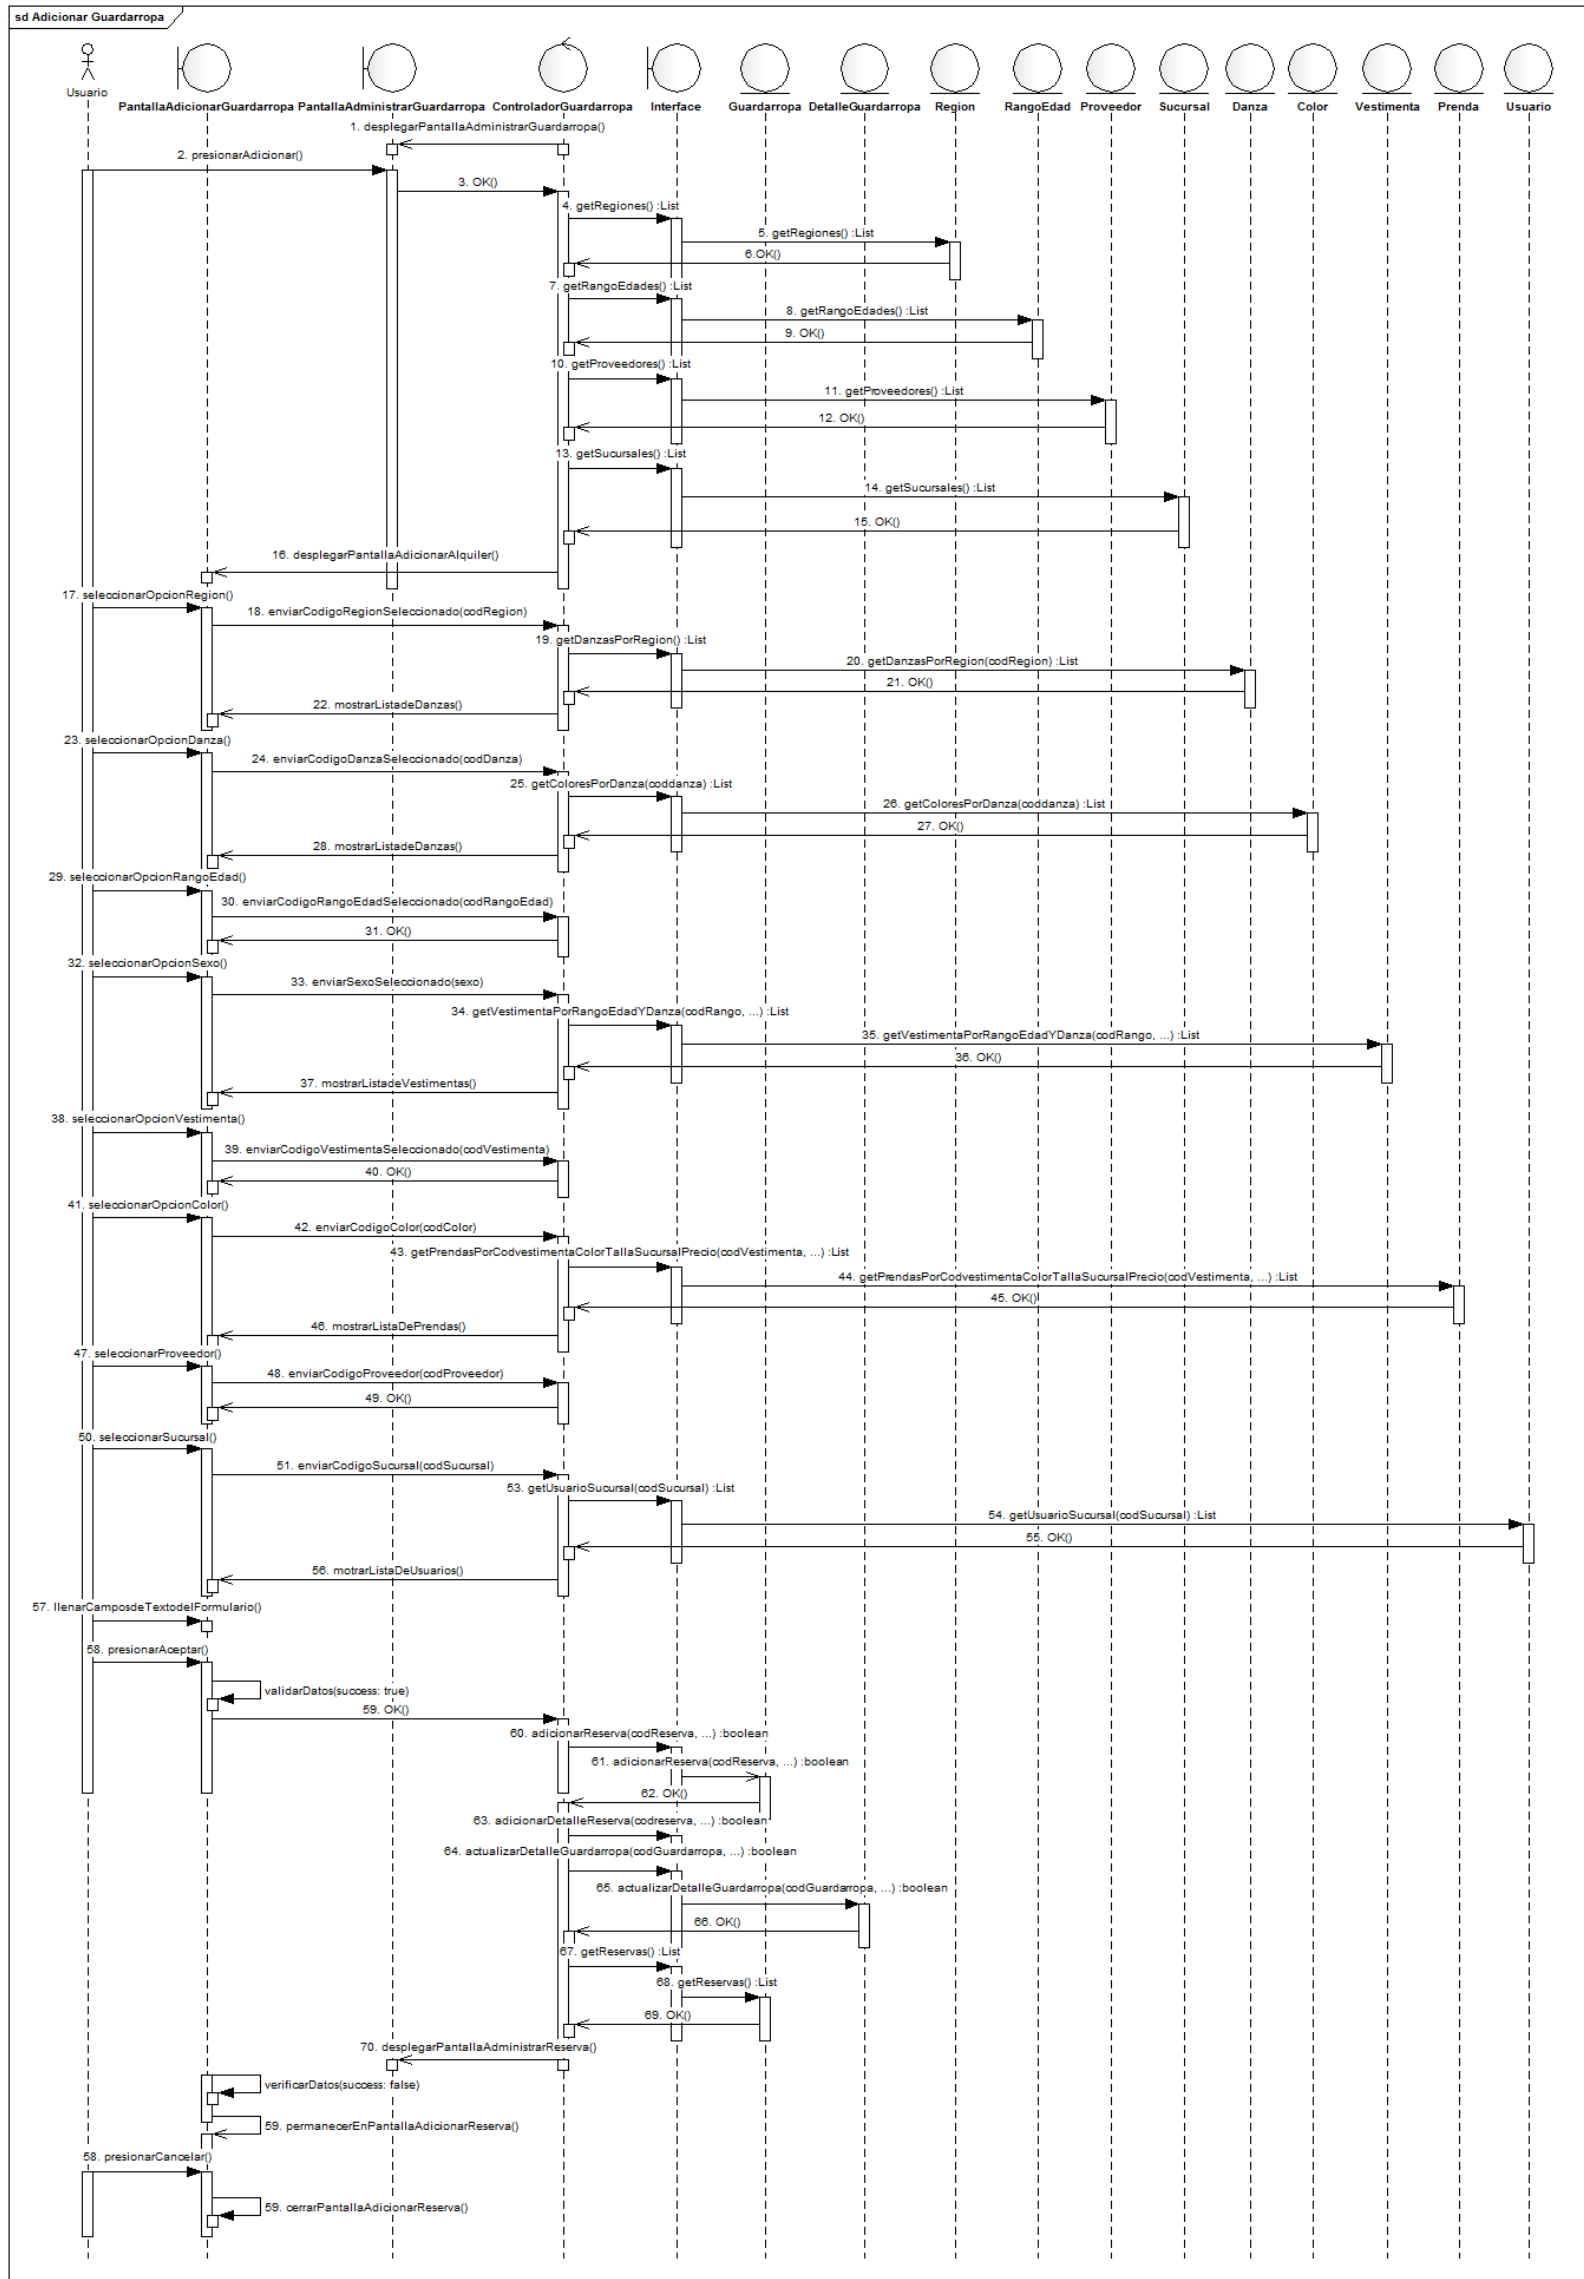 sd Adicionar Guardarropa
Usuario
PantallaAdicionarGuardarropa
PantallaAdministrarGuardarropa
ControladorGuardarropa
Interface
Guardarropa
DetalleGuardarropa
Region
RangoEdad
Proveedor
Sucursal
Danza
Color
Vestimenta
Prenda
Usuario
1. desplegarPantallaAdministrarGuardarropa()
2. presionarAdicionar()
3. OK()
4. getRegiones() :List
5. getRegiones() :List
6.OK()
7. getRangoEdades() :List
8. getRangoEdades() :List
9. OK()
10. getProveedores() :List
11. getProveedores() :List
12. OK()
13. getSucursales() :List
14. getSucursales() :List
15. OK()
16. desplegarPantallaAdicionarAlquiler()
17. seleccionarOpcionRegion()
18. enviarCodigoRegionSeleccionado(codRegion)
19. getDanzasPorRegion() :List
20. getDanzasPorRegion(codRegion) :List
21. OK()
22. mostrarListadeDanzas()
23. seleccionarOpcionDanza()
24. enviarCodigoDanzaSeleccionado(codDanza)
25. getColoresPorDanza(coddanza) :List
26. getColoresPorDanza(coddanza) :List
27. OK()
28. mostrarListadeDanzas()
29. seleccionarOpcionRangoEdad()
30. enviarCodigoRangoEdadSeleccionado(codRangoEdad)
31. OK()
32. seleccionarOpcionSexo()
33. enviarSexoSeleccionado(sexo)
34. getVestimentaPorRangoEdadYDanza(codRango, ...) :List
35. getVestimentaPorRangoEdadYDanza(codRango, ...) :List
36. OK()
37. mostrarListadeVestimentas()
38. seleccionarOpcionVestimenta()
39. enviarCodigoVestimentaSeleccionado(codVestimenta)
40. OK()
41. seleccionarOpcionColor()
42. enviarCodigoColor(codColor)
43. getPrendasPorCodvestimentaColorTallaSucursalPrecio(codVestimenta, ...) :List
44. getPrendasPorCodvestimentaColorTallaSucursalPrecio(codVestimenta, ...) :List
45. OK()
46. mostrarListaDePrendas()
47. seleccionarProveedor()
48. enviarCodigoProveedor(codProveedor)
49. OK()
50. seleccionarSucursal()
51. enviarCodigoSucursal(codSucursal)
53. getUsuarioSucursal(codSucursal) :List
54. getUsuarioSucursal(codSucursal) :List
55. OK()
56. motrarListaDeUsuarios()
57. llenarCamposdeTextodelFormulario()
58. presionarAceptar()
validarDatos(success: true)
59. OK()
60. adicionarReserva(codReserva, ...) :boolean
61. adicionarReserva(codReserva, ...) :boolean
62. OK()
63. adicionarDetalleReserva(codreserva, ...) :boolean
64. actualizarDetalleGuardarropa(codGuardarropa, ...) :boolean
65. actualizarDetalleGuardarropa(codGuardarropa, ...) :boolean
66. OK()
67. getReservas() :List
68. getReservas() :List
69. OK()
70. desplegarPantallaAdministrarReserva()
verificarDatos(success: false)
59. permanecerEnPantallaAdicionarReserva()
58. presionarCancelar()
59. cerrarPantallaAdicionarReserva()